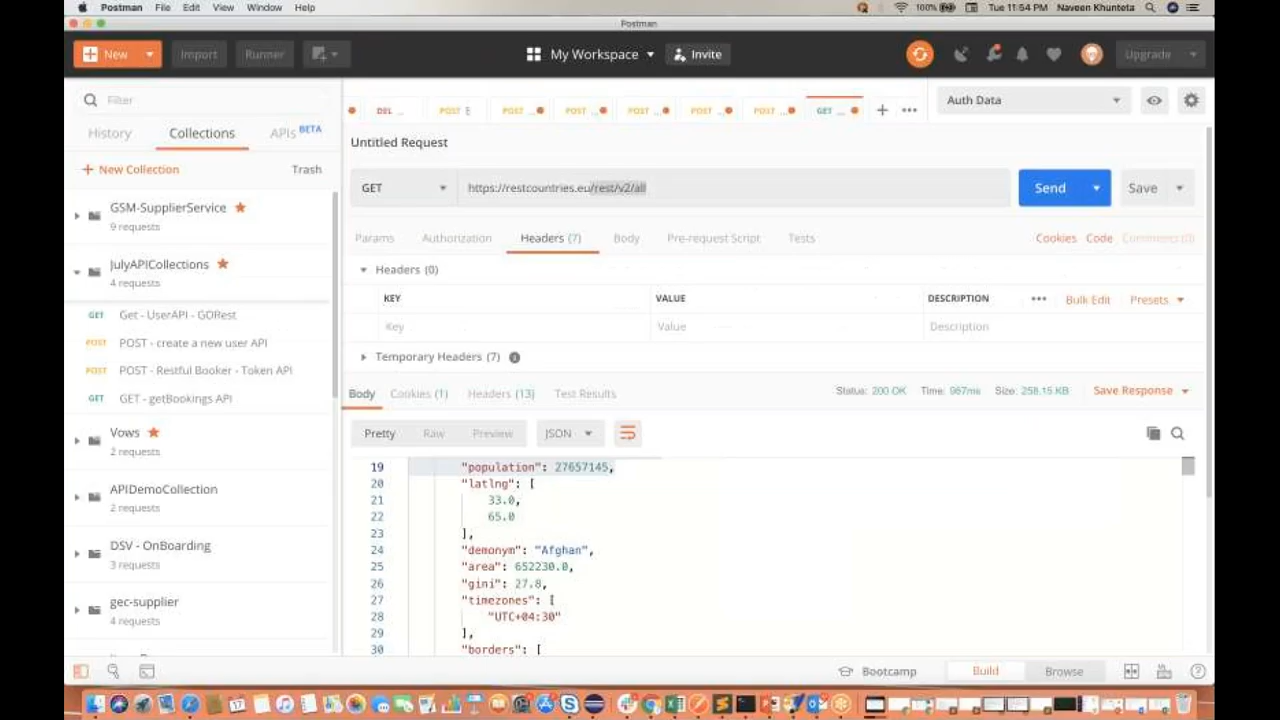 Postman File Edit View Window Help 100% Tue 11:54 PM Naveen Khunteta
Postman
New Import Runner My Workspace Invite Upgrade
Filter
DEL ... POST E POST ... POST ... POST ... POST ... POST ... GET ... Auth Data
History Collections APIs BETA
Untitled Request
New Collection Trash
GET https://restcountries.eu/rest/v2/all Send Save
GSM-SupplierService
9 requests
Params Authorization Headers (7) Body Pre-request Script Tests Cookies Code Comments (0)
JulyAPICollections
4 requests
Headers (0)
KEY VALUE DESCRIPTION Bulk Edit Presets
Key Value Description
GET Get - UserAPI - GORest
POST POST - create a new user API
POST POST - Restful Booker - Token API
GET GET - getBookings API
Temporary Headers (7)
Body Cookies (1) Headers (13) Test Results Status: 200 OK Time: 967ms Size: 258.15 KB Save Response
Vows
2 requests
Pretty Raw Preview JSON
APIDemoCollection
2 requests
DSV - OnBoarding
3 requests
gec-supplier
4 requests
19 "population": 27657145,
20 "latlng": [
21 33.0,
22 65.0
23 ],
24 "demonym": "Afghan",
25 "area": 652230.0,
26 "gini": 27.8,
27 "timezones": [
28 "UTC+04:30"
29 ],
30 "borders": [
Bootcamp Build Browse